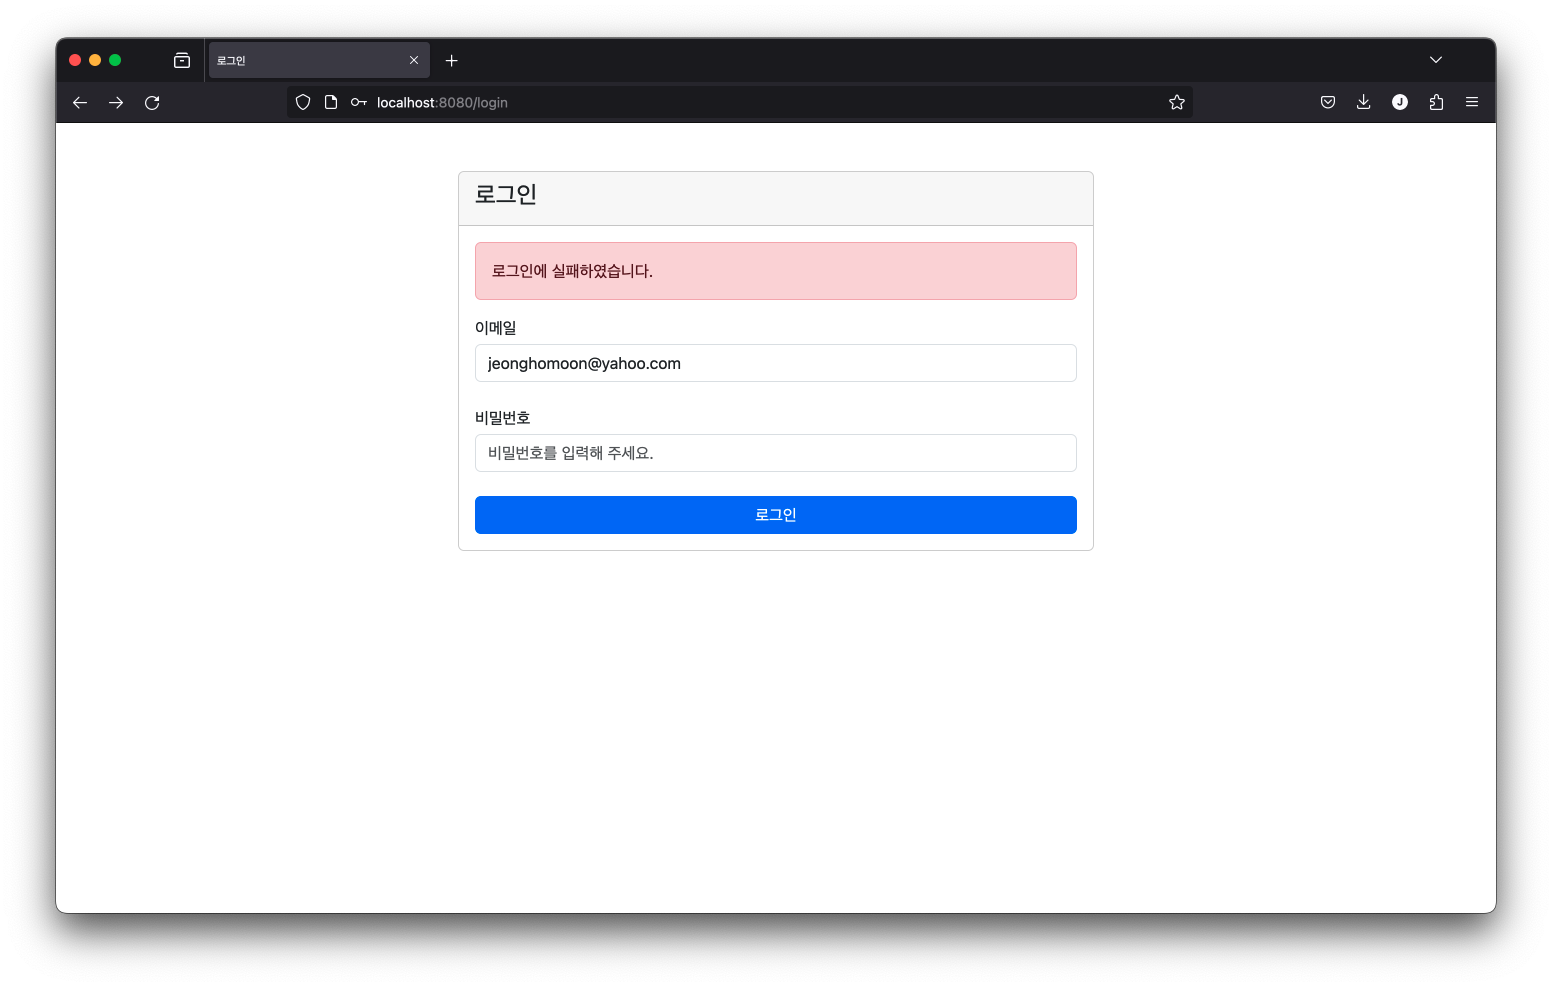 로그인
localhost:8080/login
J
로그인
로그인에 실패하였습니다.
이메일
jeonghomoon@yahoo.com
비밀번호
비밀번호를 입력해 주세요.
로그인